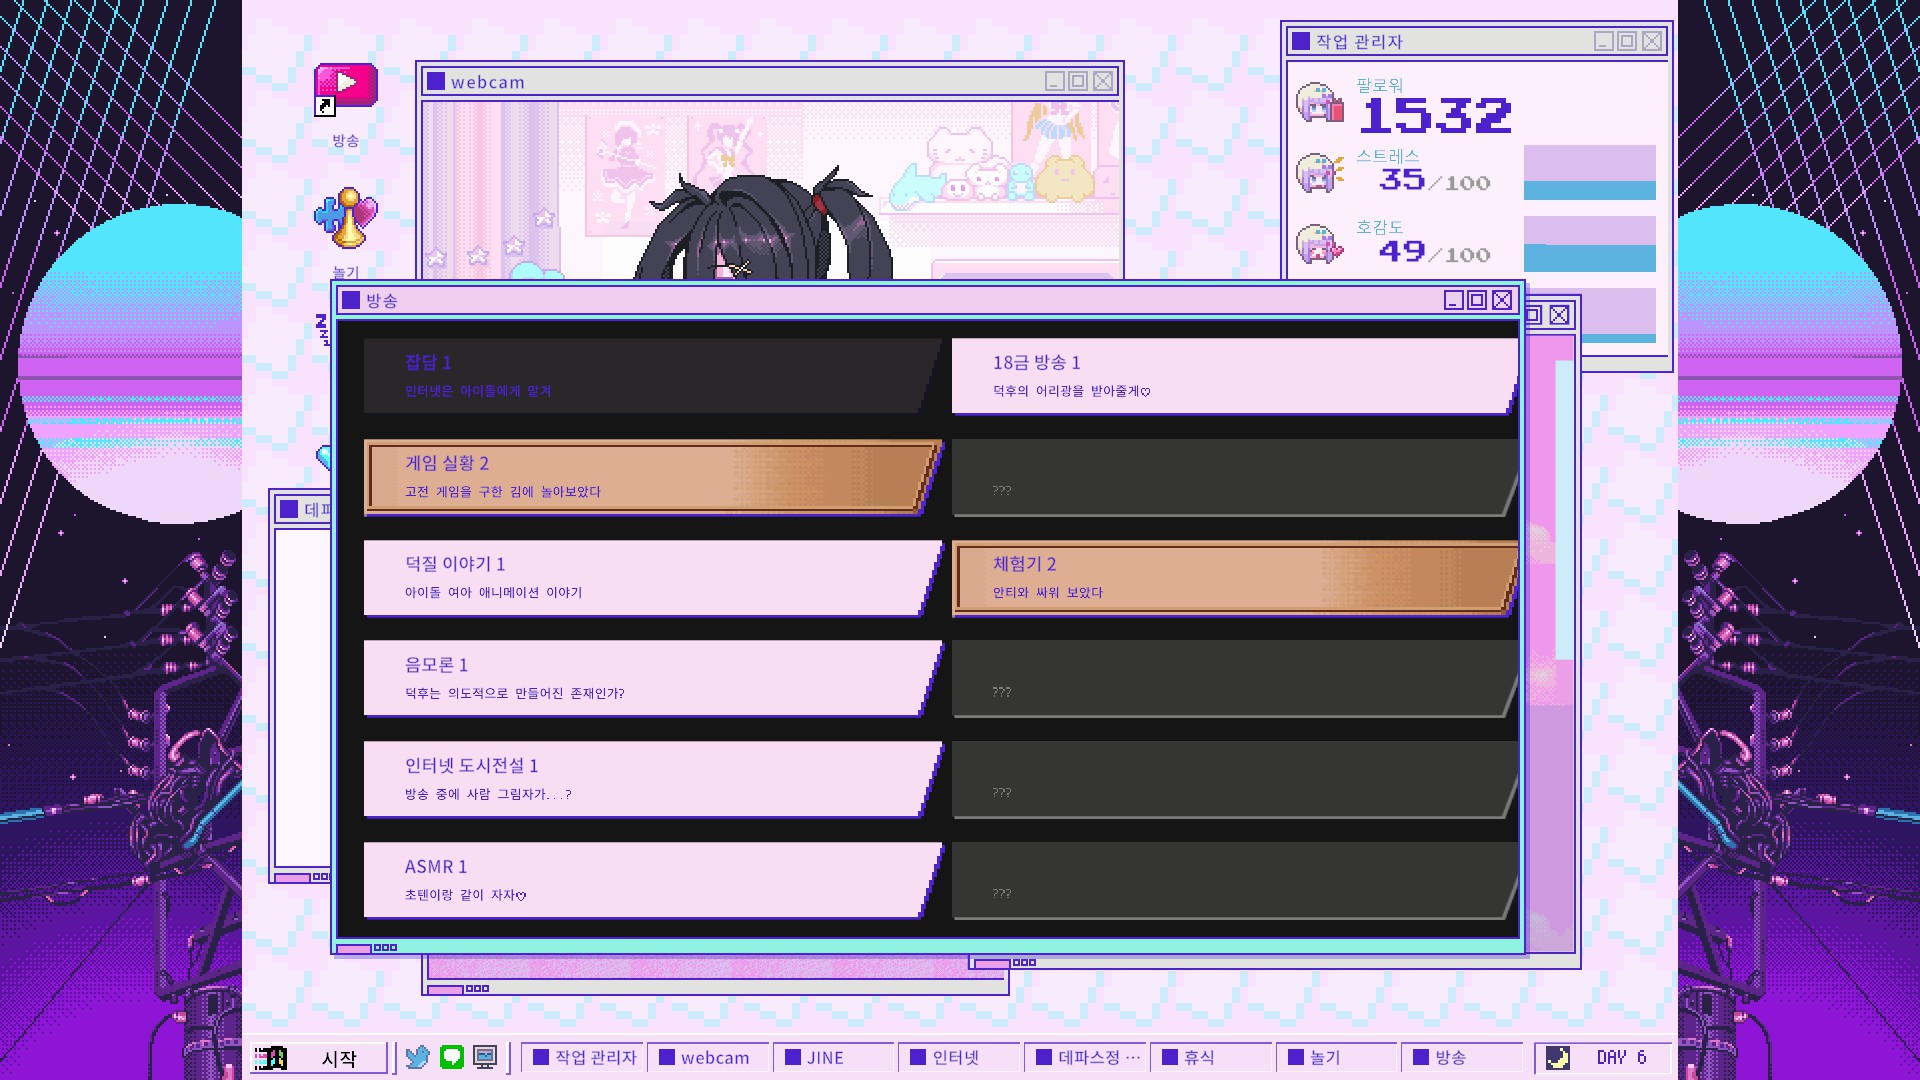 방송
놀기
webcam
작업 관리자
팔로워
1532
스트레스
35/100
호감도
49/100
방송
잡담 1
인터넷은 아이돌에게 맡겨
18금 방송 1
덕후의 어리광을 받아줄게♡
게임 실황 2
고전 게임을 구한 김에 놀아보았다
???
덕질 이야기 1
아이돌 여아 애니메이션 이야기
체험기 2
안티와 싸워 보았다
음모론 1
덕후는 의도적으로 만들어진 존재인가?
???
인터넷 도시전설 1
방송 중에 사람 그림자가...?
???
ASMR 1
초텐이랑 같이 자자♡
???
데파
시작
작업 관리자
webcam
JINE
인터넷
데파스정 ...
휴식
놀기
방송
DAY 6